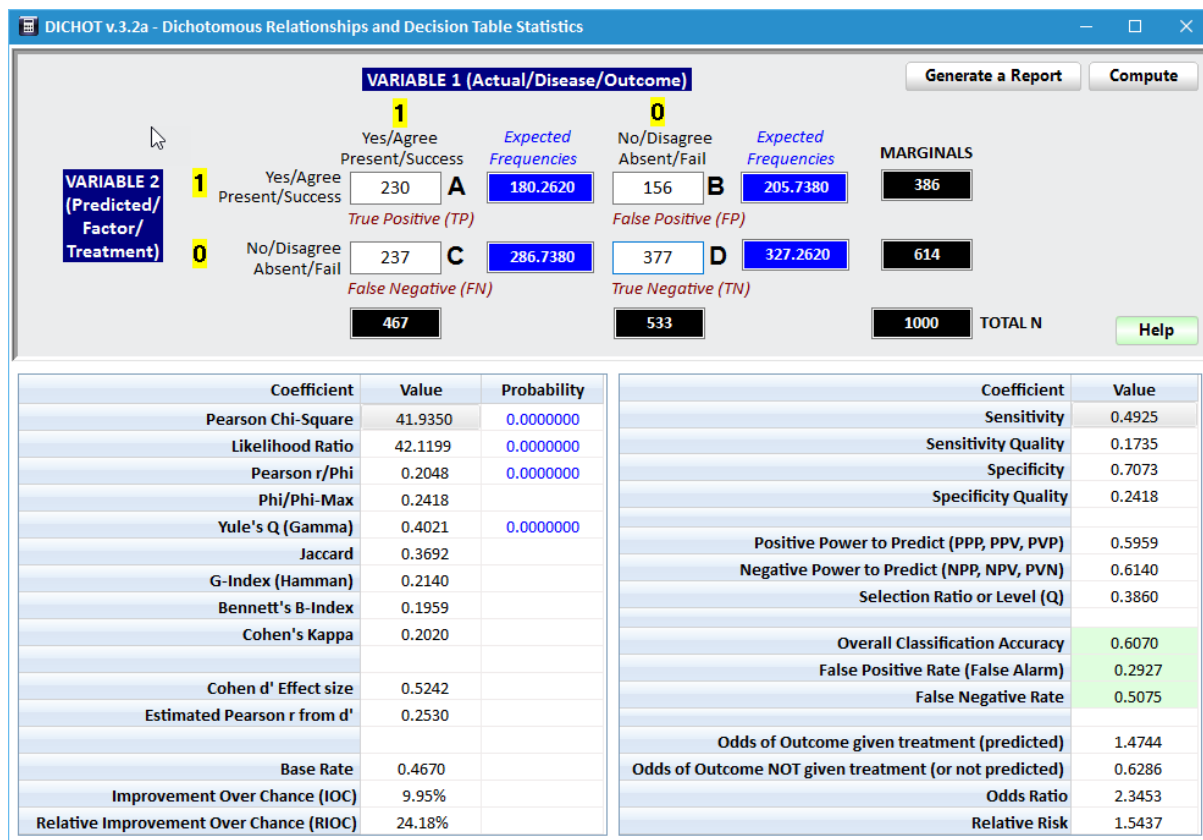 DICHOT v.3.2a - Dichotomous Relationships and Decision Table Statistics
VARIABLE 1 (Actual/Disease/Outcome)
Generate a Report
Compute
1
0
Yes/Agree
Present/Success
Expected
Frequencies
No/Disagree
Absent/Fail
Expected
Frequencies
MARGINALS
VARIABLE 2
(Predicted/
Factor/
Treatment)
1
Yes/Agree
Present/Success
230 A 180.2620 156 B 205.7380 386
True Positive (TP) False Positive (FP)
0
No/Disagree
Absent/Fail
237 C 286.7380 377 D 327.2620 614
False Negative (FN) True Negative (TN)
467 533 1000 TOTAL N
Help
Coefficient Value Probability
Pearson Chi-Square 41.9350 0.0000000
Likelihood Ratio 42.1199 0.0000000
Pearson r/Phi 0.2048 0.0000000
Phi/Phi-Max 0.2418
Yule's Q (Gamma) 0.4021 0.0000000
Jaccard 0.3692
G-Index (Hamman) 0.2140
Bennett's B-Index 0.1959
Cohen's Kappa 0.2020
Cohen d' Effect size 0.5242
Estimated Pearson r from d' 0.2530
Base Rate 0.4670
Improvement Over Chance (IOC) 9.95%
Relative Improvement Over Chance (RIOC) 24.18%
Coefficient Value
Sensitivity 0.4925
Sensitivity Quality 0.1735
Specificity 0.7073
Specificity Quality 0.2418
Positive Power to Predict (PPP, PPV, PVP) 0.5959
Negative Power to Predict (NPP, NPV, PVN) 0.6140
Selection Ratio or Level (Q) 0.3860
Overall Classification Accuracy 0.6070
False Positive Rate (False Alarm) 0.2927
False Negative Rate 0.5075
Odds of Outcome given treatment (predicted) 1.4744
Odds of Outcome NOT given treatment (or not predicted) 0.6286
Odds Ratio 2.3453
Relative Risk 1.5437